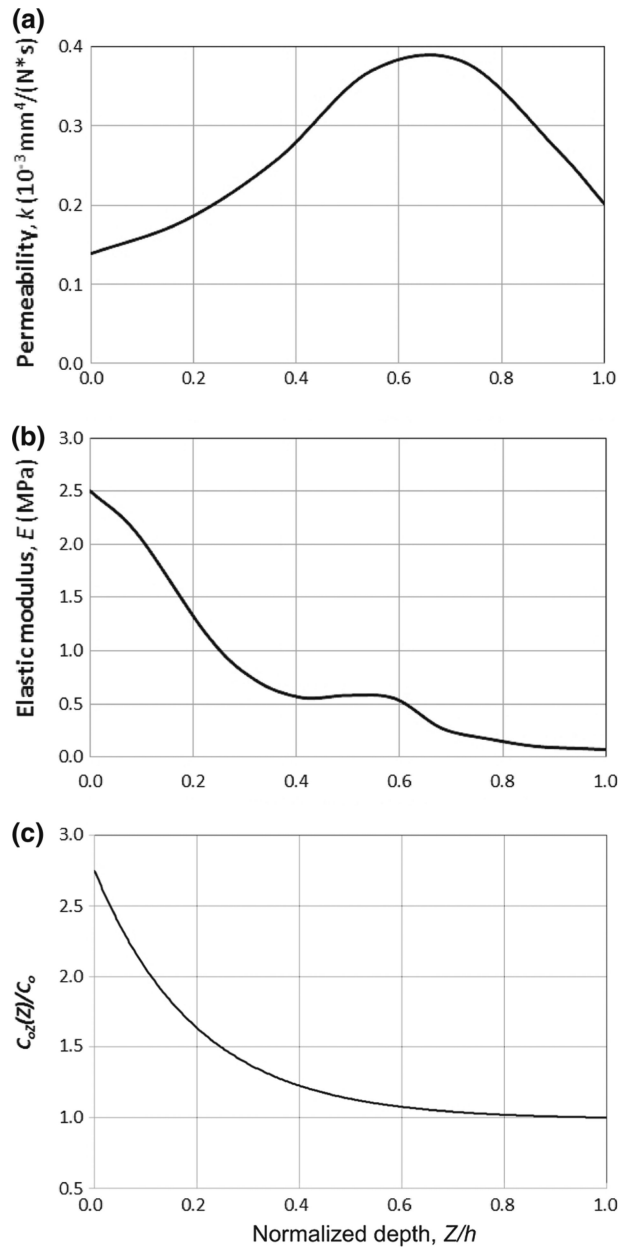 (a)
Permeability, k (10⁻³ mm⁴/(N*s)
0.4
0.3
0.2
0.1
0.0
0.0 0.2 0.4 0.6 0.8 1.0
(b)
Elastic modulus, E (MPa)
3.0
2.5
2.0
1.5
1.0
0.5
0.0
0.0 0.2 0.4 0.6 0.8 1.0
(c)
C_oZ(Z)/C_o
3.0
2.5
2.0
1.5
1.0
0.5
0.0 0.2 0.4 0.6 0.8 1.0
Normalized depth, Z/h